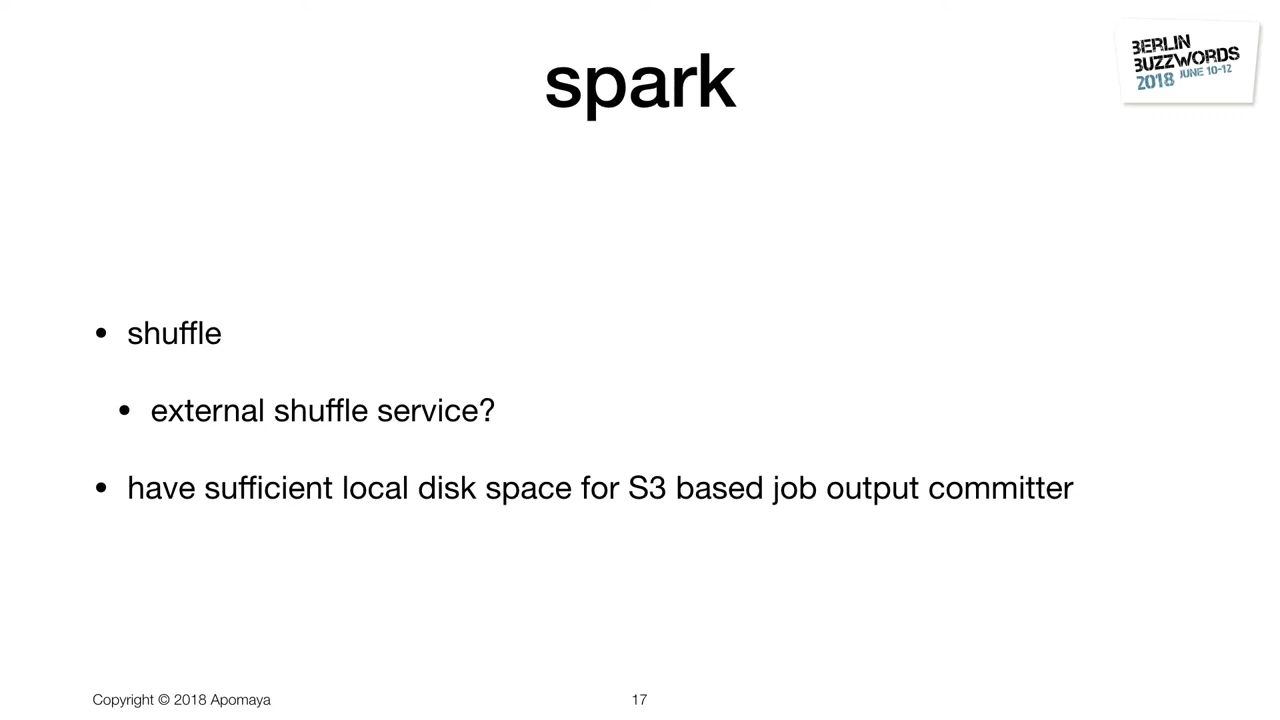 BERLIN
BUZZWORDS
2018 JUNE 10-12
spark
• shuffle
• external shuffle service?
• have sufficient local disk space for S3 based job output committer
Copyright © 2018 Apomaya
17